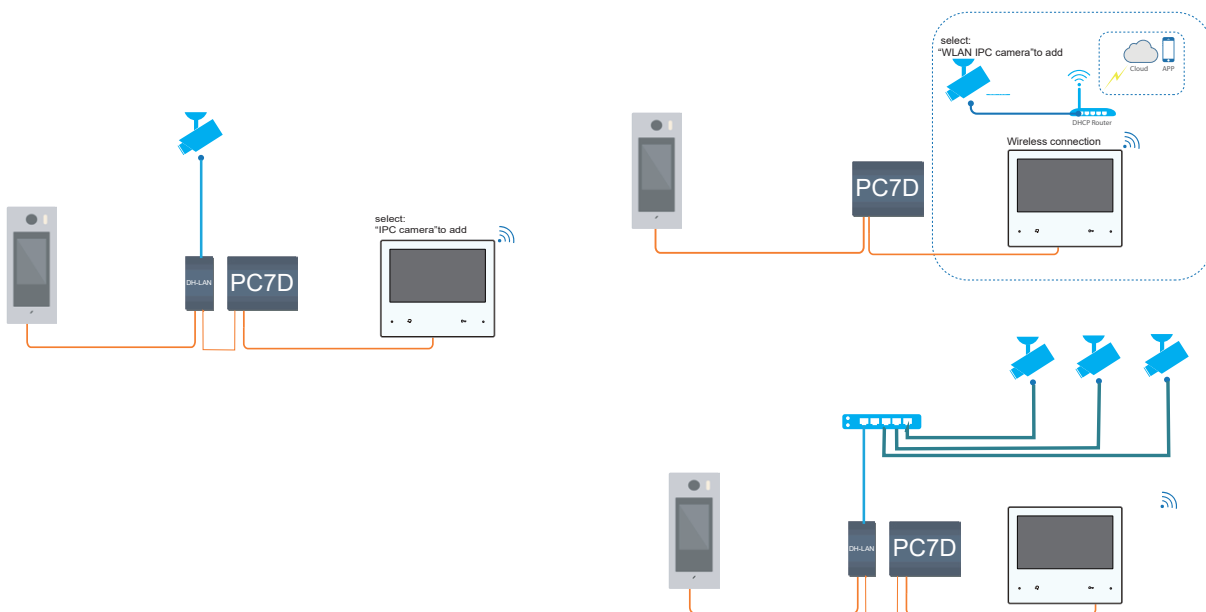 select:
"IPC camera"to add
DH-LAN
PC7D
select:
"WLAN IPC camera"to add
Cloud
APP
DHCP Router
Wireless connection
PC7D
DH-LAN
PC7D